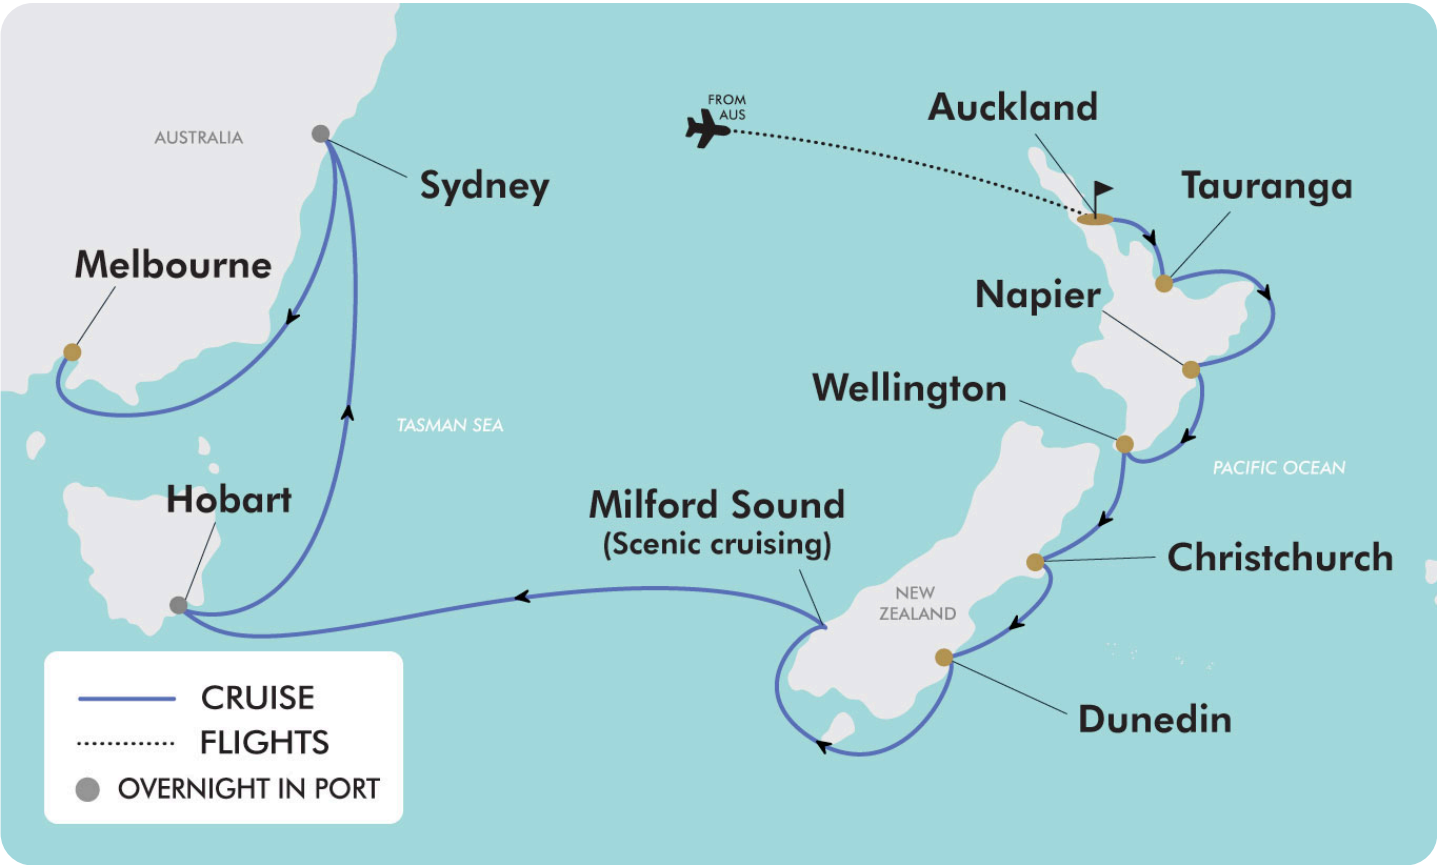 FROM
AUS
Auckland
AUSTRALIA
Sydney
Tauranga
Melbourne
Napier
Wellington
TASMAN SEA
PACIFIC OCEAN
Hobart
Milford Sound
(Scenic cruising)
Christchurch
NEW
ZEALAND
Dunedin
CRUISE
FLIGHTS
OVERNIGHT IN PORT